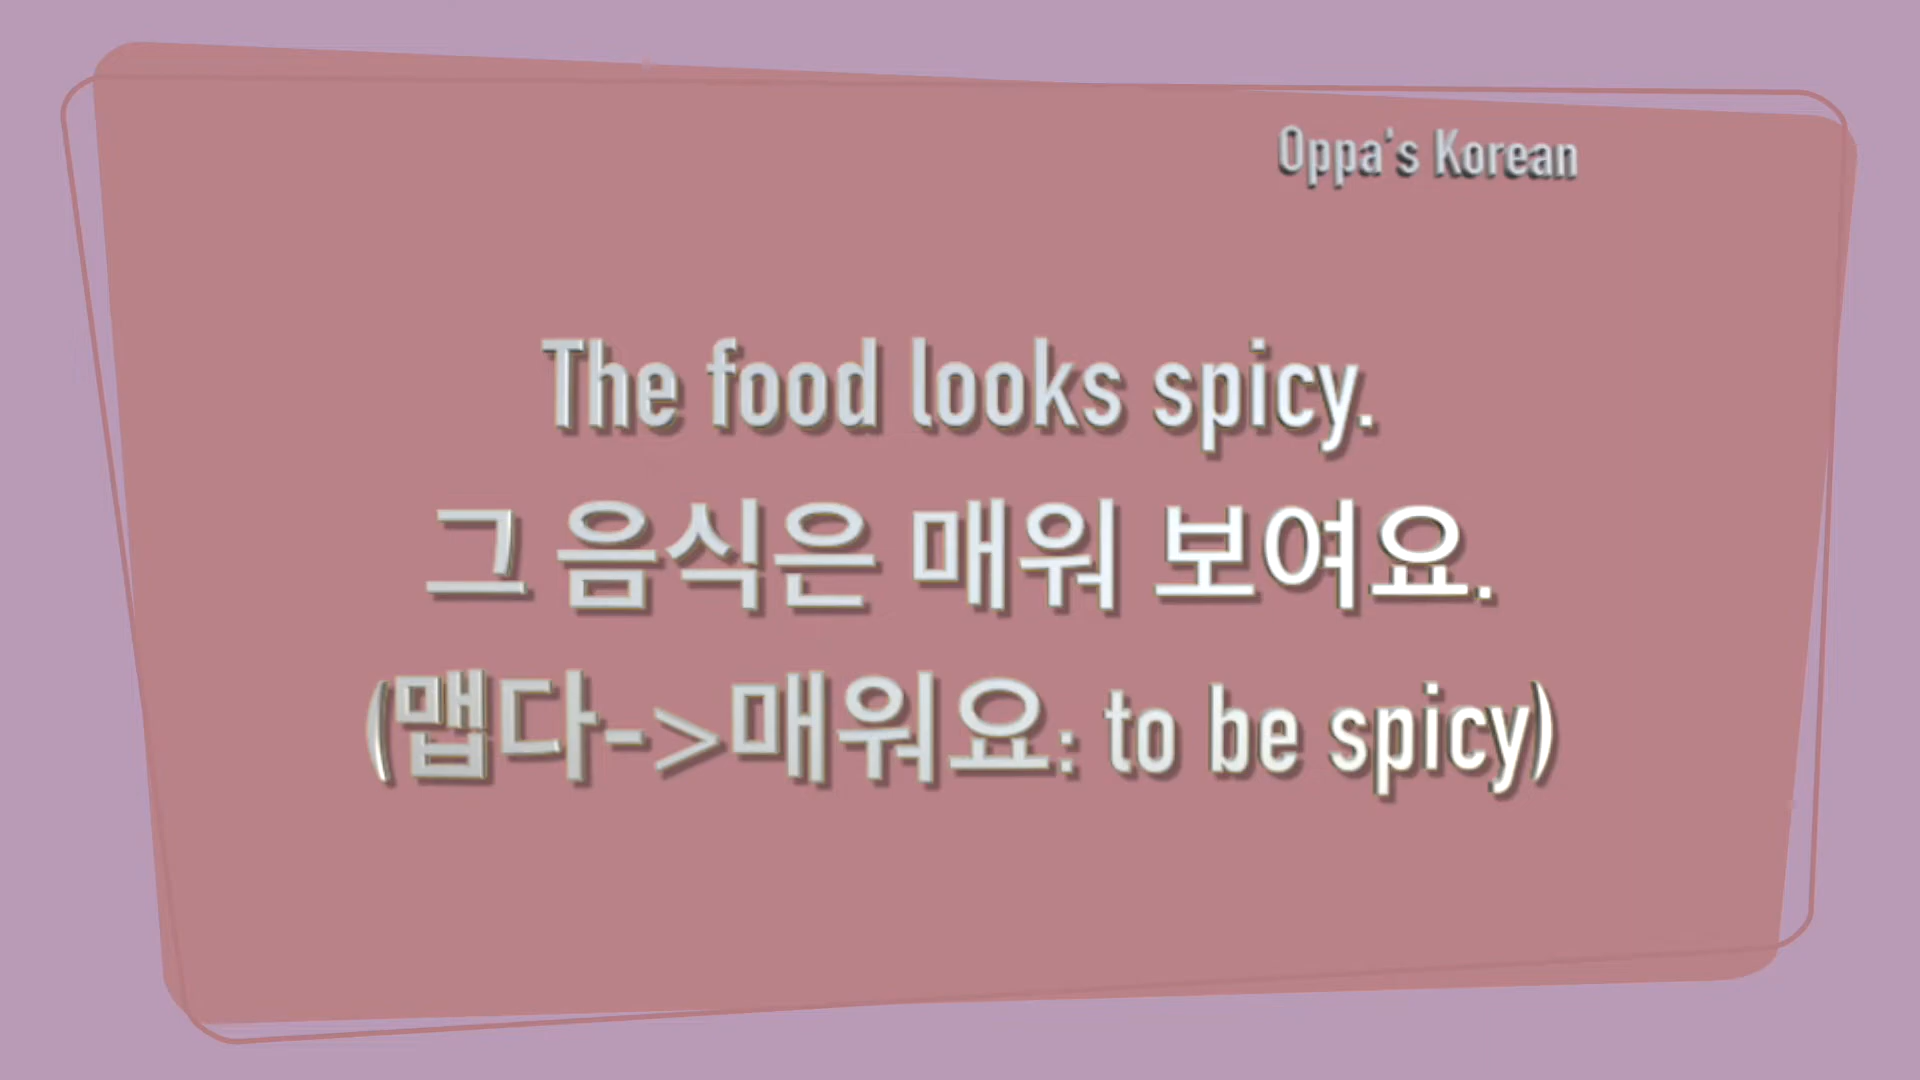 Oppa's Korean
The food looks spicy.
그 음식은 매워 보여요.
(맵다->매워요: to be spicy)